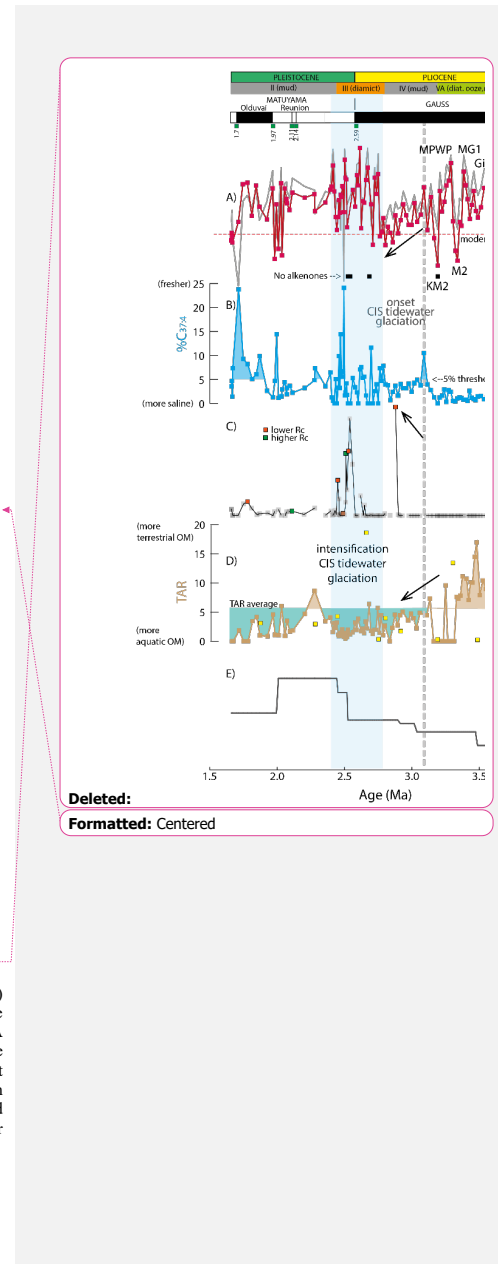 PLEISTOCENE PLIOCENE
II (mud) III (diamict) IV (mud) VA (diat. ooze,
MATUYAMA
Olduval Reunion GAUSS
1.7 1.97 2.11 2.14 2.59
MPWP MG1
Gi
A)
moder
No alkenones -->
M2
KM2
(fresher) 25
onset
CIS tidewater
glaciation
B)
20
15
%C37:4
10
5
<--5% thresho
(more saline) 0
C)
lower Rc
higher Rc
(more
terrestrial OM)
20
intensification
CIS tidewater
glaciation
D)
15
TAR
10
TAR average
5
(more
aquatic OM)
0
E)
1.5 2.0 2.5 3.0 3.5
Age (Ma)
Deleted:
Formatted: Centered
)
e
e
t
n
d
r